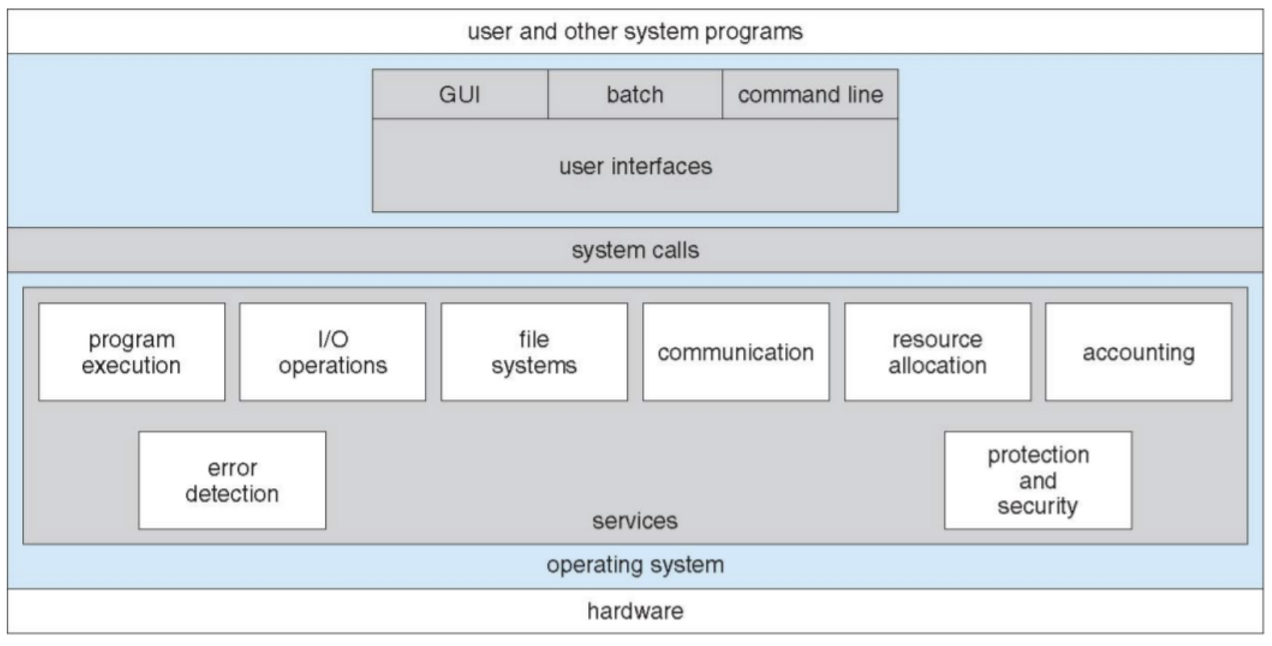 user and other system programs
GUI
batch
command line
user interfaces
system calls
program
execution
I/O
operations
file
systems
communication
resource
allocation
accounting
error
detection
protection
and
security
services
operating system
hardware